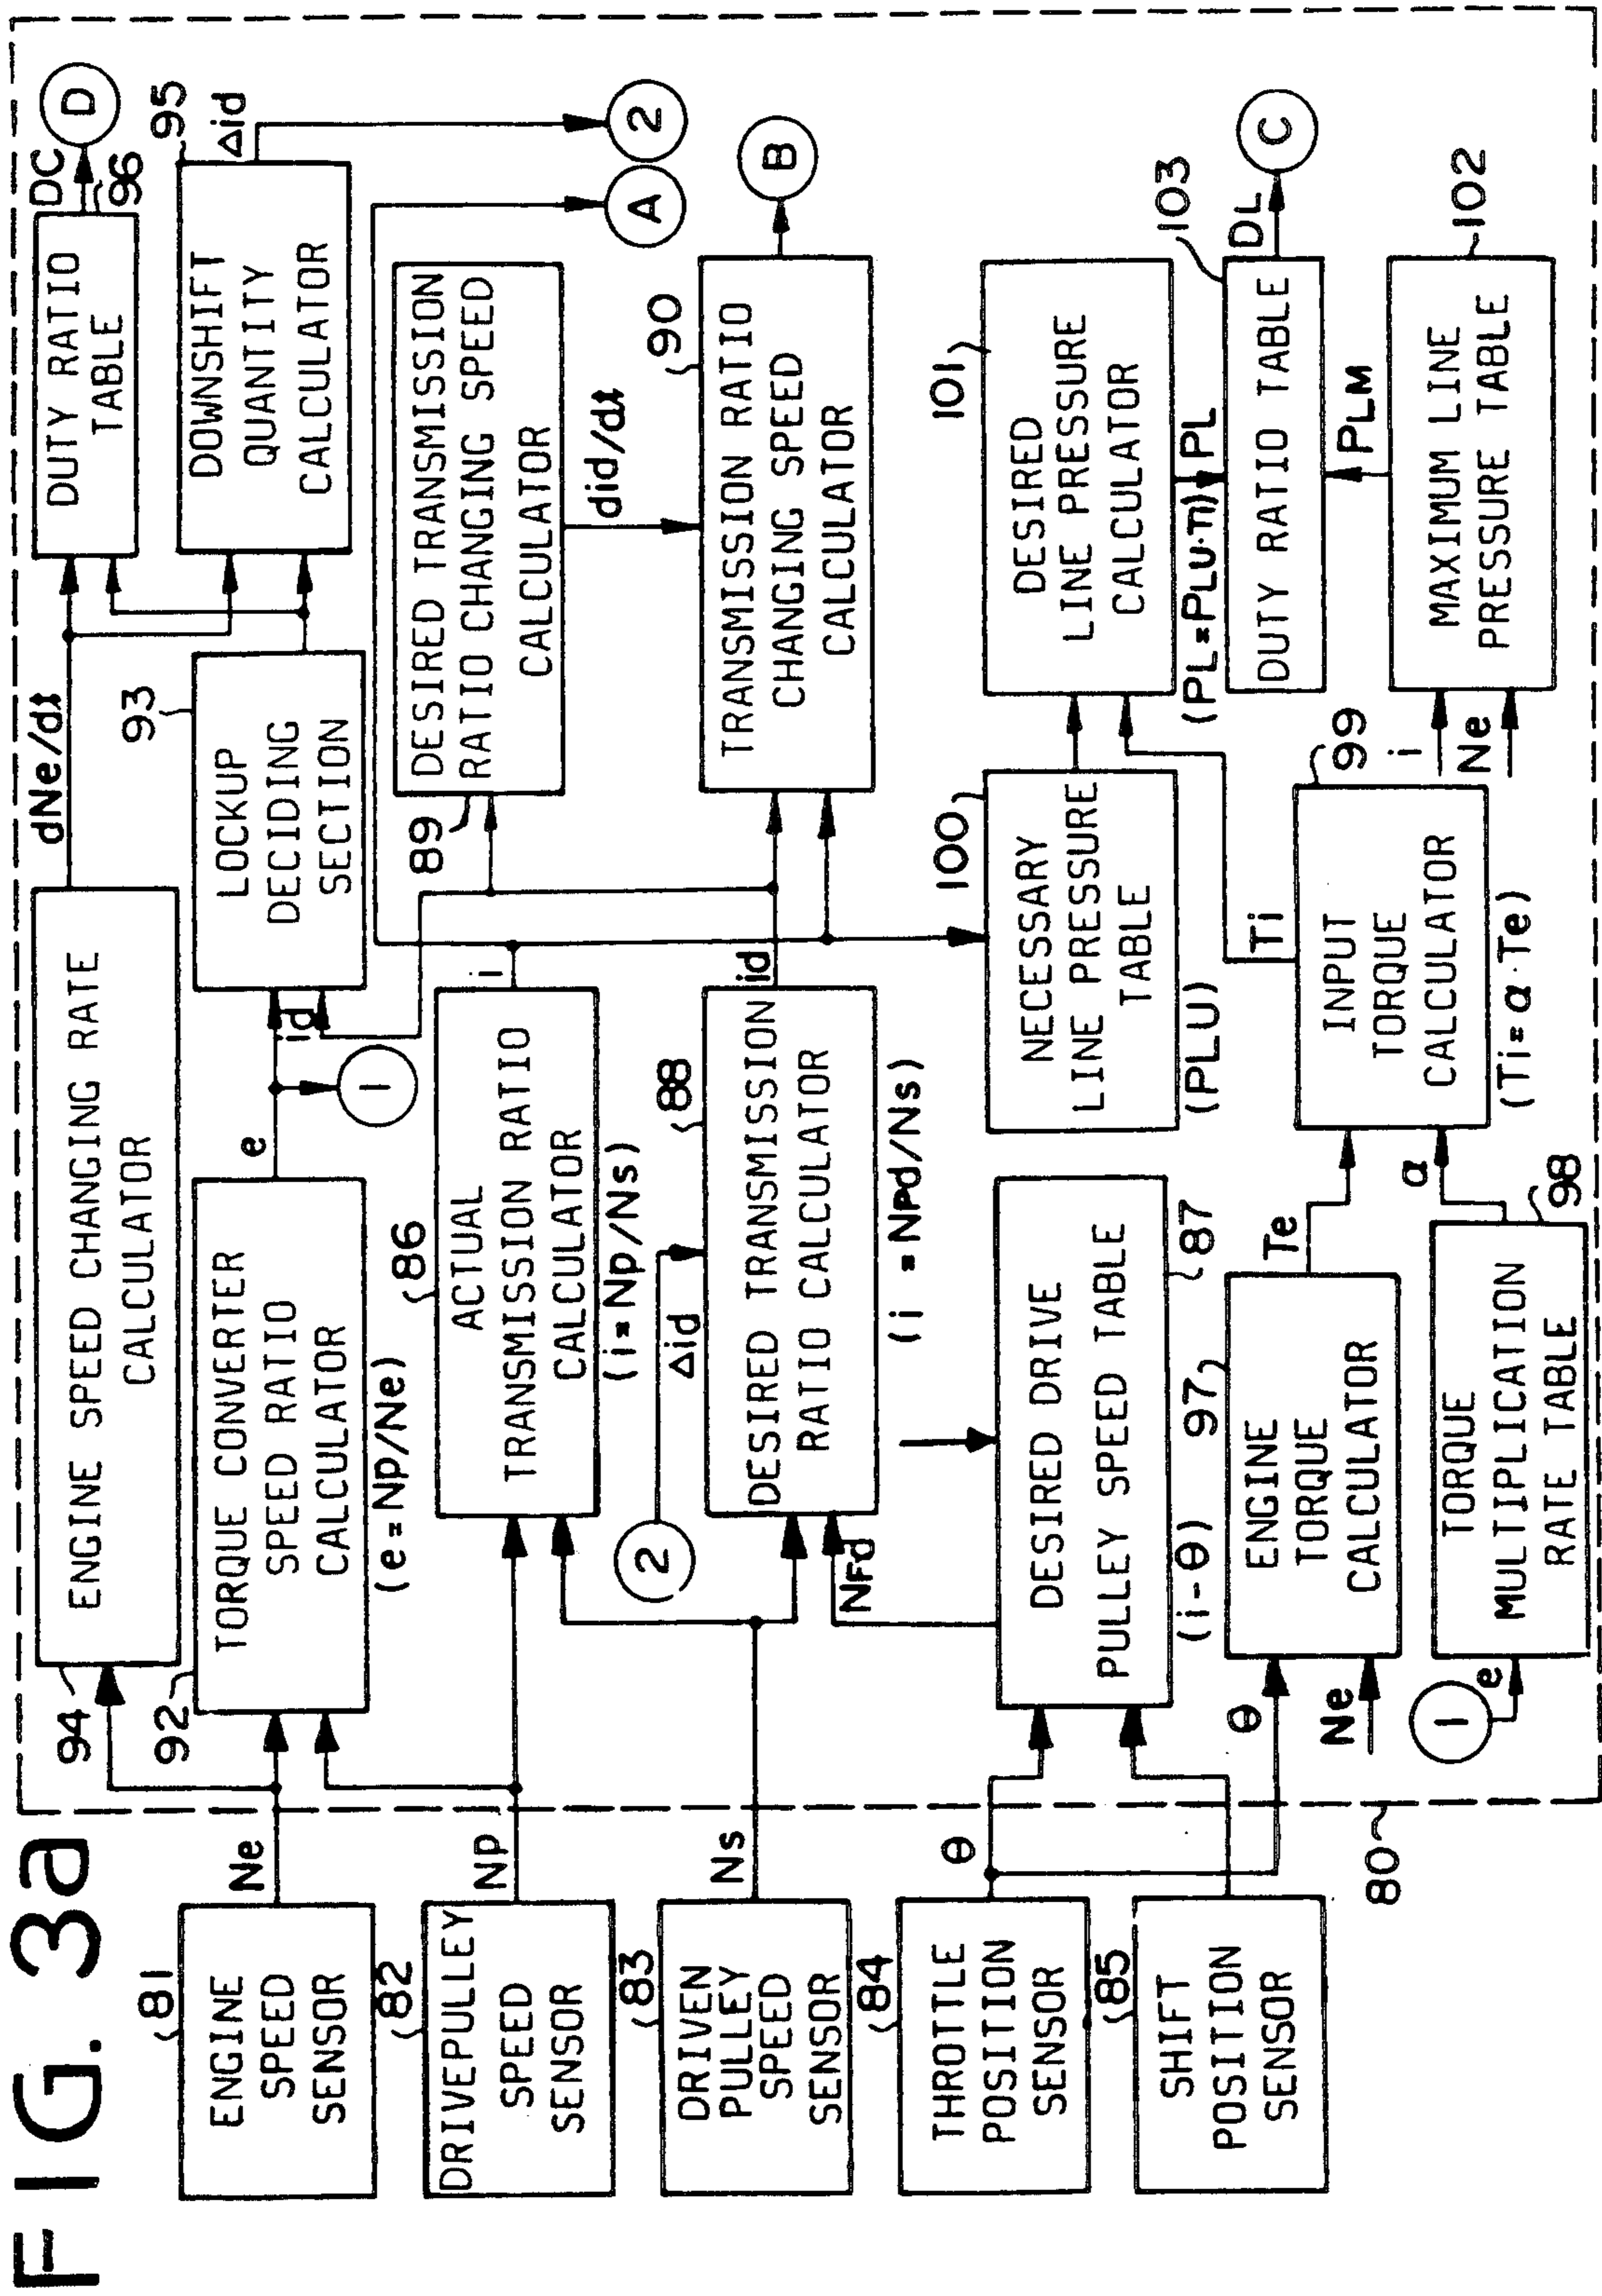 FIG. 3a
81
ENGINE
SPEED
SENSOR
Ne
82
DRIVEPULLEY
SPEED
SENSOR
Np
83
DRIVEN
PULLEY
SPEED
SENSOR
Ns
84
THROTTLE
POSITION
SENSOR
θ
85
SHIFT
POSITION
SENSOR
80
94
ENGINE SPEED CHANGING RATE
CALCULATOR
dNe/dt
92
TORQUE CONVERTER
SPEED RATIO
CALCULATOR
(e=Np/Ne)
e
1
id
93
LOCKUP
DECIDING
SECTION
DUTY RATIO
TABLE
96
DC
D
95
DOWNSHIFT
QUANTITY
CALCULATOR
Δid
2
A
86
ACTUAL
TRANSMISSION RATIO
CALCULATOR
(i=Np/Ns)
i
89
DESIRED TRANSMISSION
RATIO CHANGING SPEED
CALCULATOR
did/dt
2
Δid
88
DESIRED TRANSMISSION
RATIO CALCULATOR
(i =NPd/Ns)
id
NFd
90
TRANSMISSION RATIO
CHANGING SPEED
CALCULATOR
B
DESIRED DRIVE
PULLEY SPEED TABLE
87
(i-θ)
100
NECESSARY
LINE PRESSURE
TABLE
(PLU)
101
DESIRED
LINE PRESSURE
CALCULATOR
(PL=PLU·Ti)
PL
103
DUTY RATIO TABLE
DL
C
PLM
θ
Ne
97
ENGINE
TORQUE
CALCULATOR
Te
1
e
TORQUE
MULTIPLICATION
RATE TABLE
98
α
99
INPUT
TORQUE
CALCULATOR
(Ti=α·Te)
Ti
i
Ne
MAXIMUM LINE
PRESSURE TABLE
102